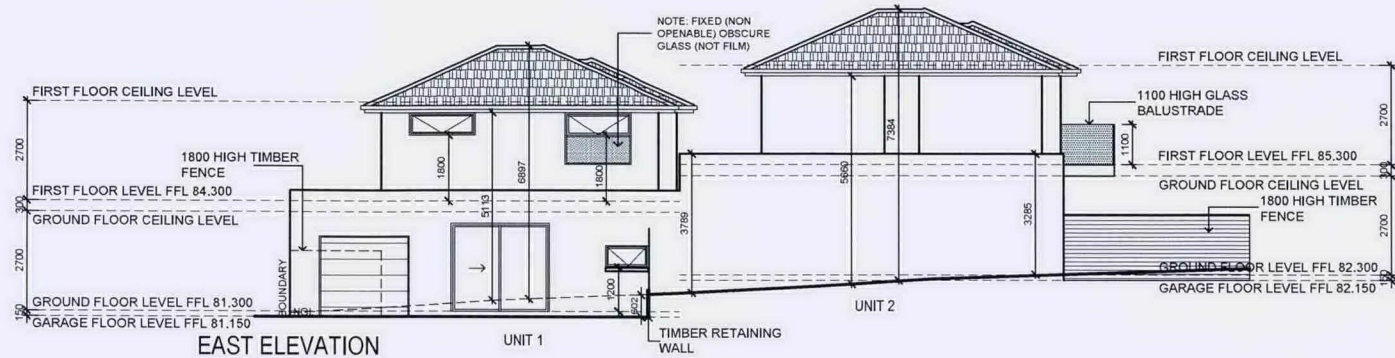 NOTE: FIXED (NON
OPENABLE) OBSCURE
GLASS (NOT FILM)
FIRST FLOOR CEILING LEVEL
FIRST FLOOR CEILING LEVEL
1100 HIGH GLASS
BALUSTRADE
2700
2700
1800 HIGH TIMBER
FENCE
1800
6897
1800
5113
7384
5660
1100
FIRST FLOOR LEVEL FFL 84.300
300
GROUND FLOOR CEILING LEVEL
FIRST FLOOR LEVEL FFL 85.300
300
GROUND FLOOR CEILING LEVEL
1800 HIGH TIMBER
FENCE
3789
3285
2700
2700
BOUNDARY
NGL
1200
602
GROUND FLOOR LEVEL FFL 81.300
150
GARAGE FLOOR LEVEL FFL 81.150
GROUND FLOOR LEVEL FFL 82.300
150
GARAGE FLOOR LEVEL FFL 82.150
EAST ELEVATION
UNIT 1
TIMBER RETAINING
WALL
UNIT 2